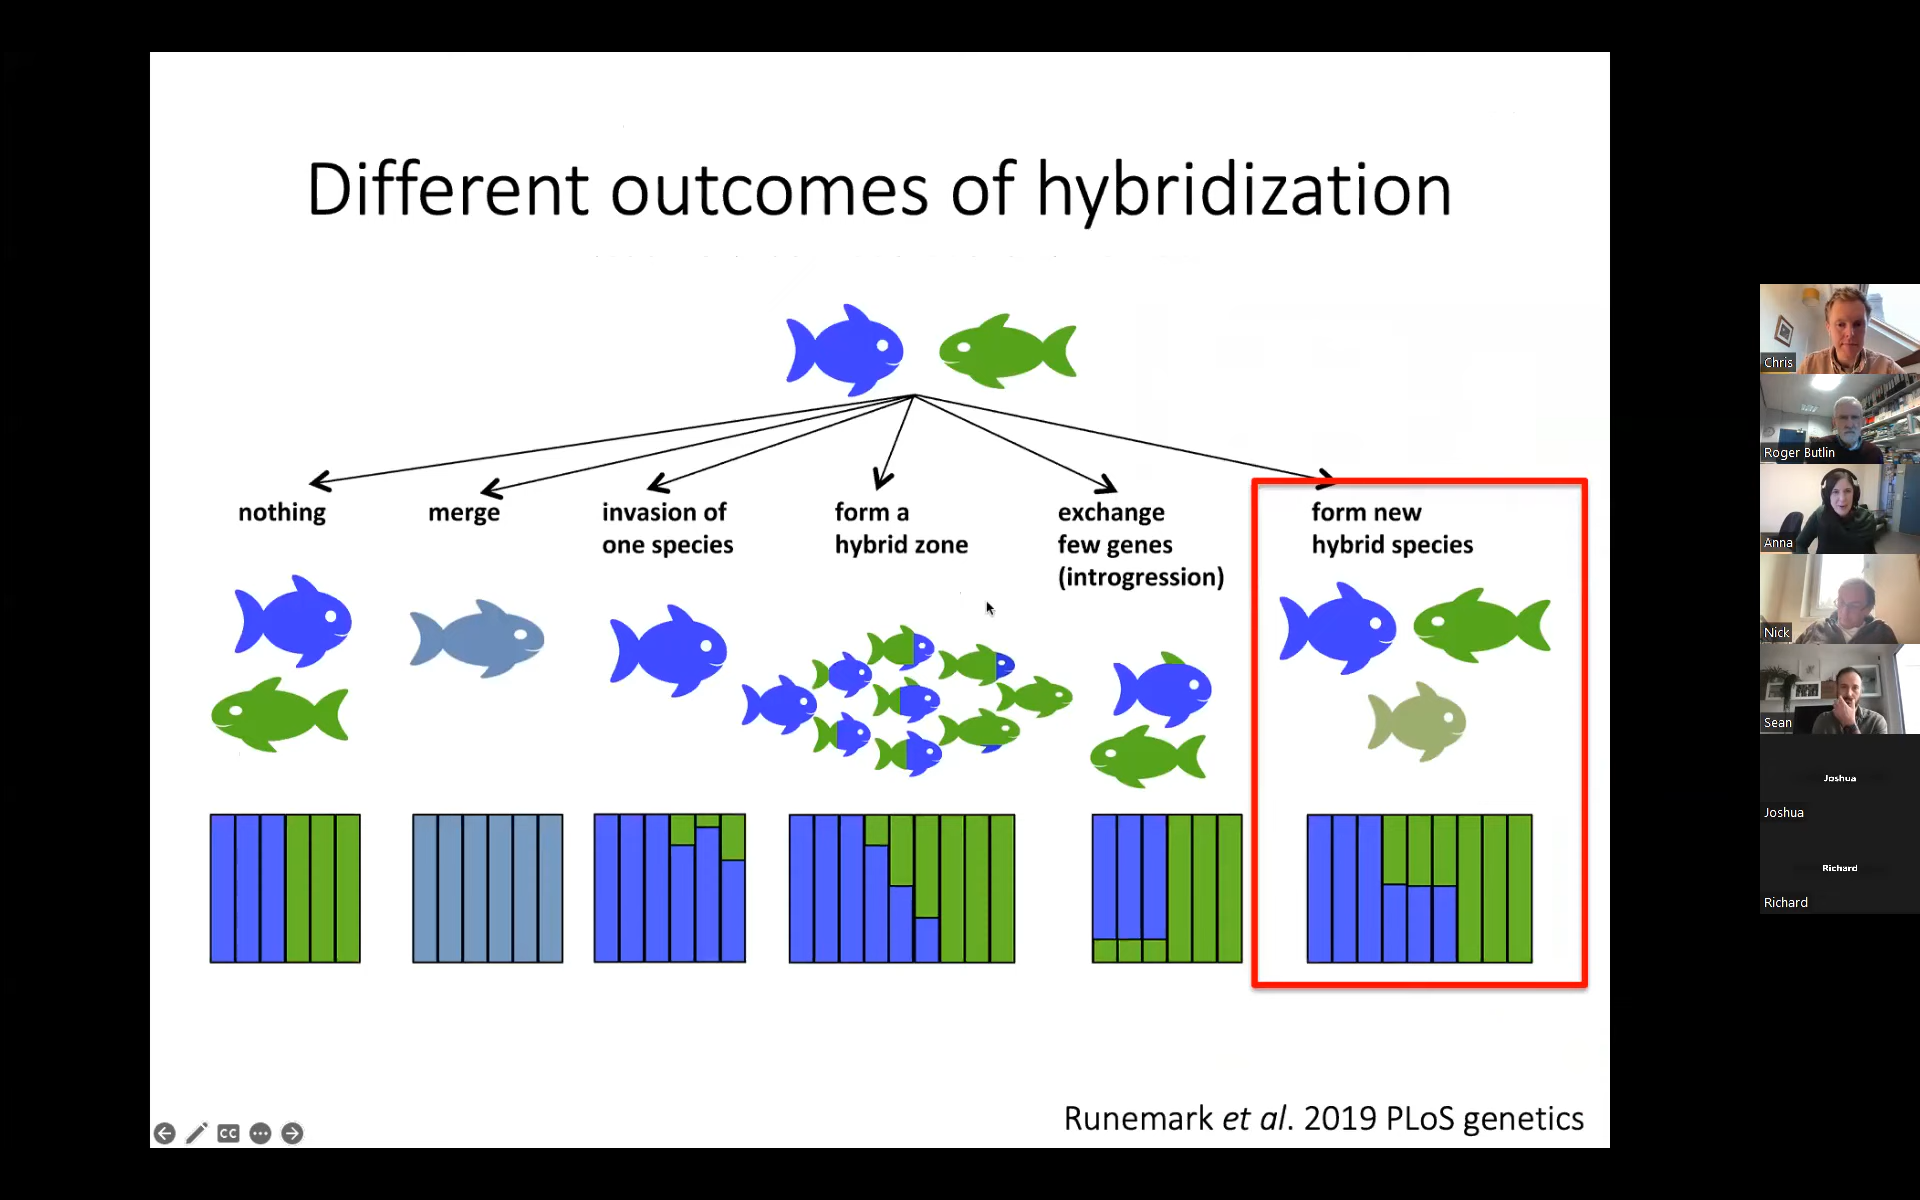 Different outcomes of hybridization
nothing
merge
invasion of
one species
form a
hybrid zone
exchange
few genes
(introgression)
form new
hybrid species
Runemark et al. 2019 PLoS genetics
CC
Chris
Roger Butlin
Anna
Nick
Sean
Joshua
Joshua
Richard
Richard